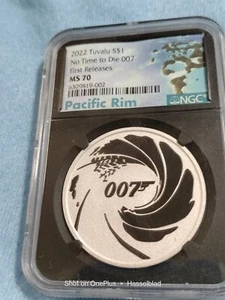 2022 Tuvalu S$1
No Time to Die 007
First Releases
MS 70
Pacific Rim
NGC
007
Shot on OnePlus × Hasselblad